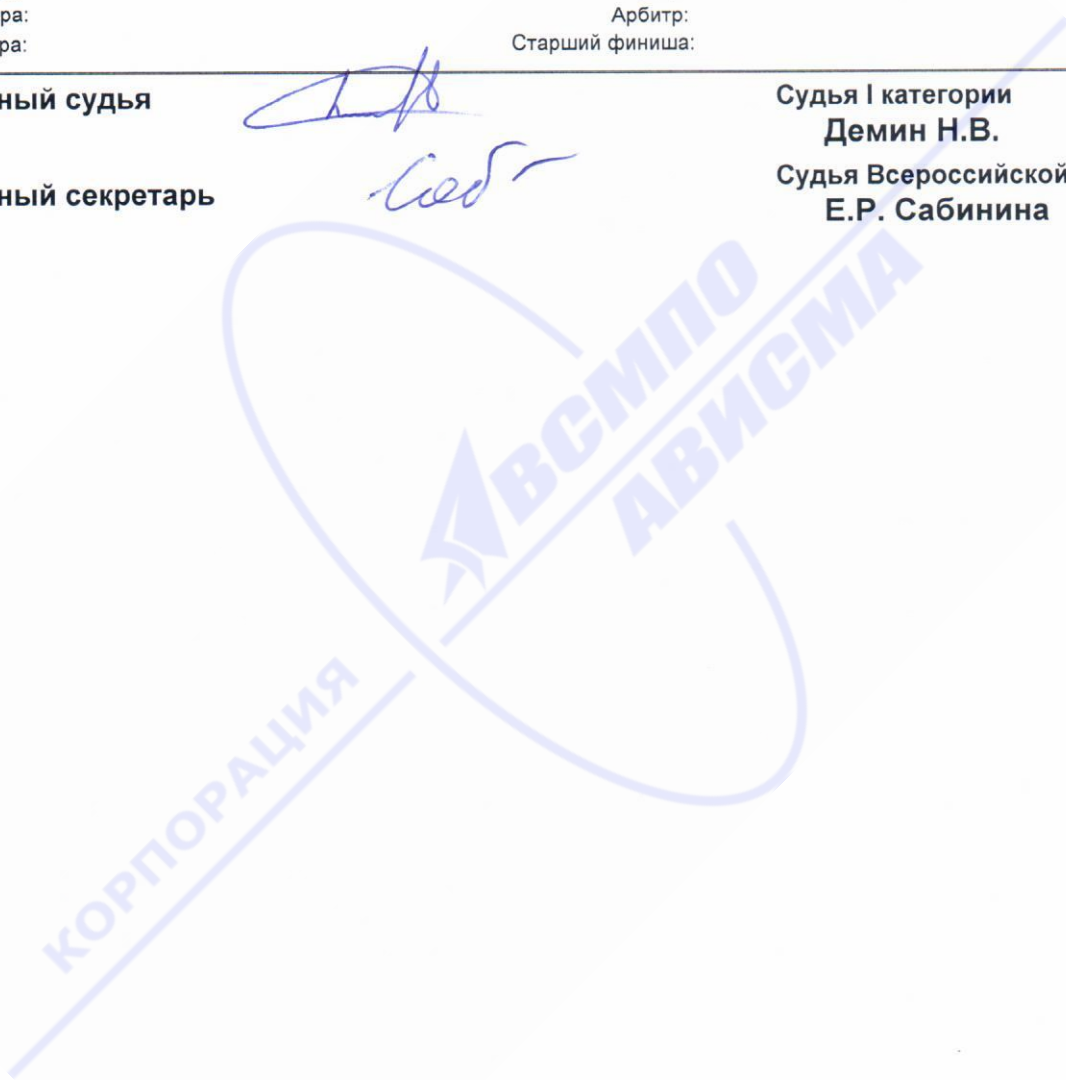 ра:
Арбитр:
ра:
Старший финиша:
ный судья
Судья I категории
Демин Н.В.
ный секретарь
Судья Всероссийской
Е.Р. Сабинина
ВСМПО
АВИСМА
КОРПОРАЦИЯ